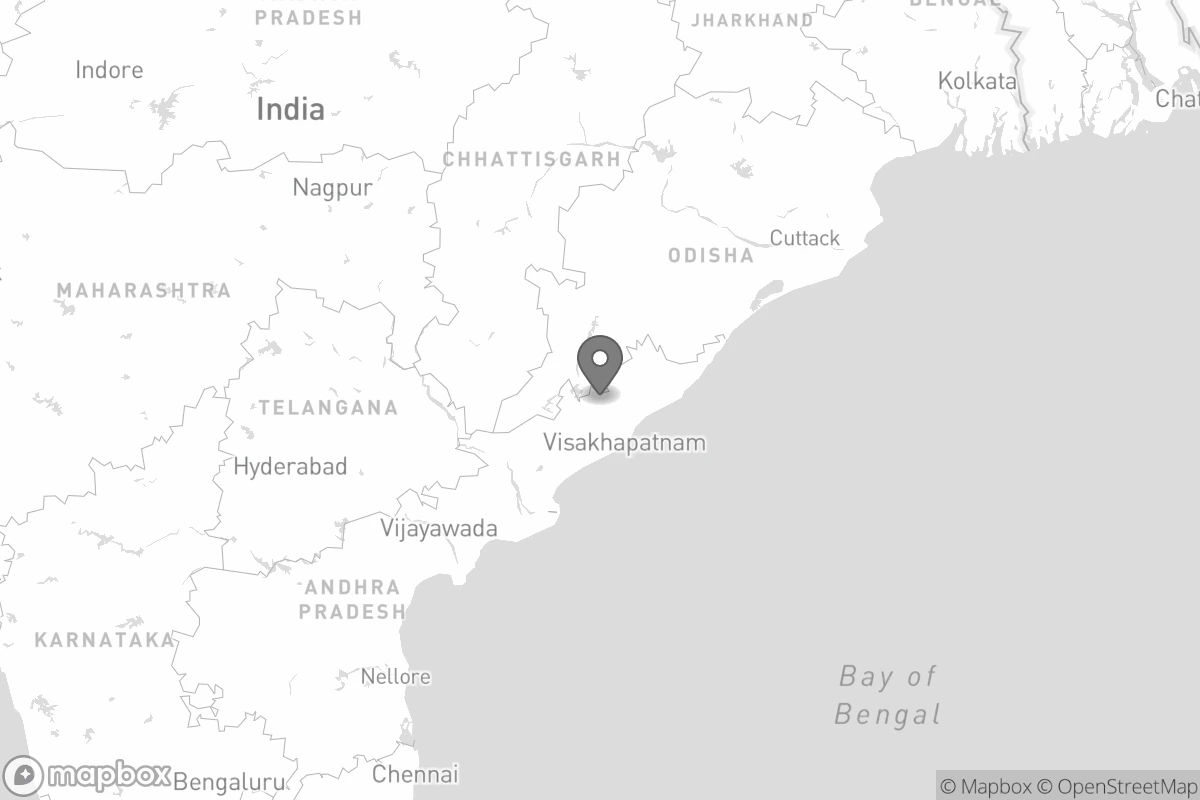 PRADESH
JHARKHAND
BENGAL
Indore
Kolkata
India
Chat
CHHATTISGARH
Nagpur
Cuttack
ODISHA
MAHARASHTRA
TELANGANA
Visakhapatnam
Hyderabad
Vijayawada
ANDHRA
PRADESH
KARNATAKA
Nellore
Bay of
Bengal
mapbox
Bengaluru
Chennai
© Mapbox © OpenStreetMap